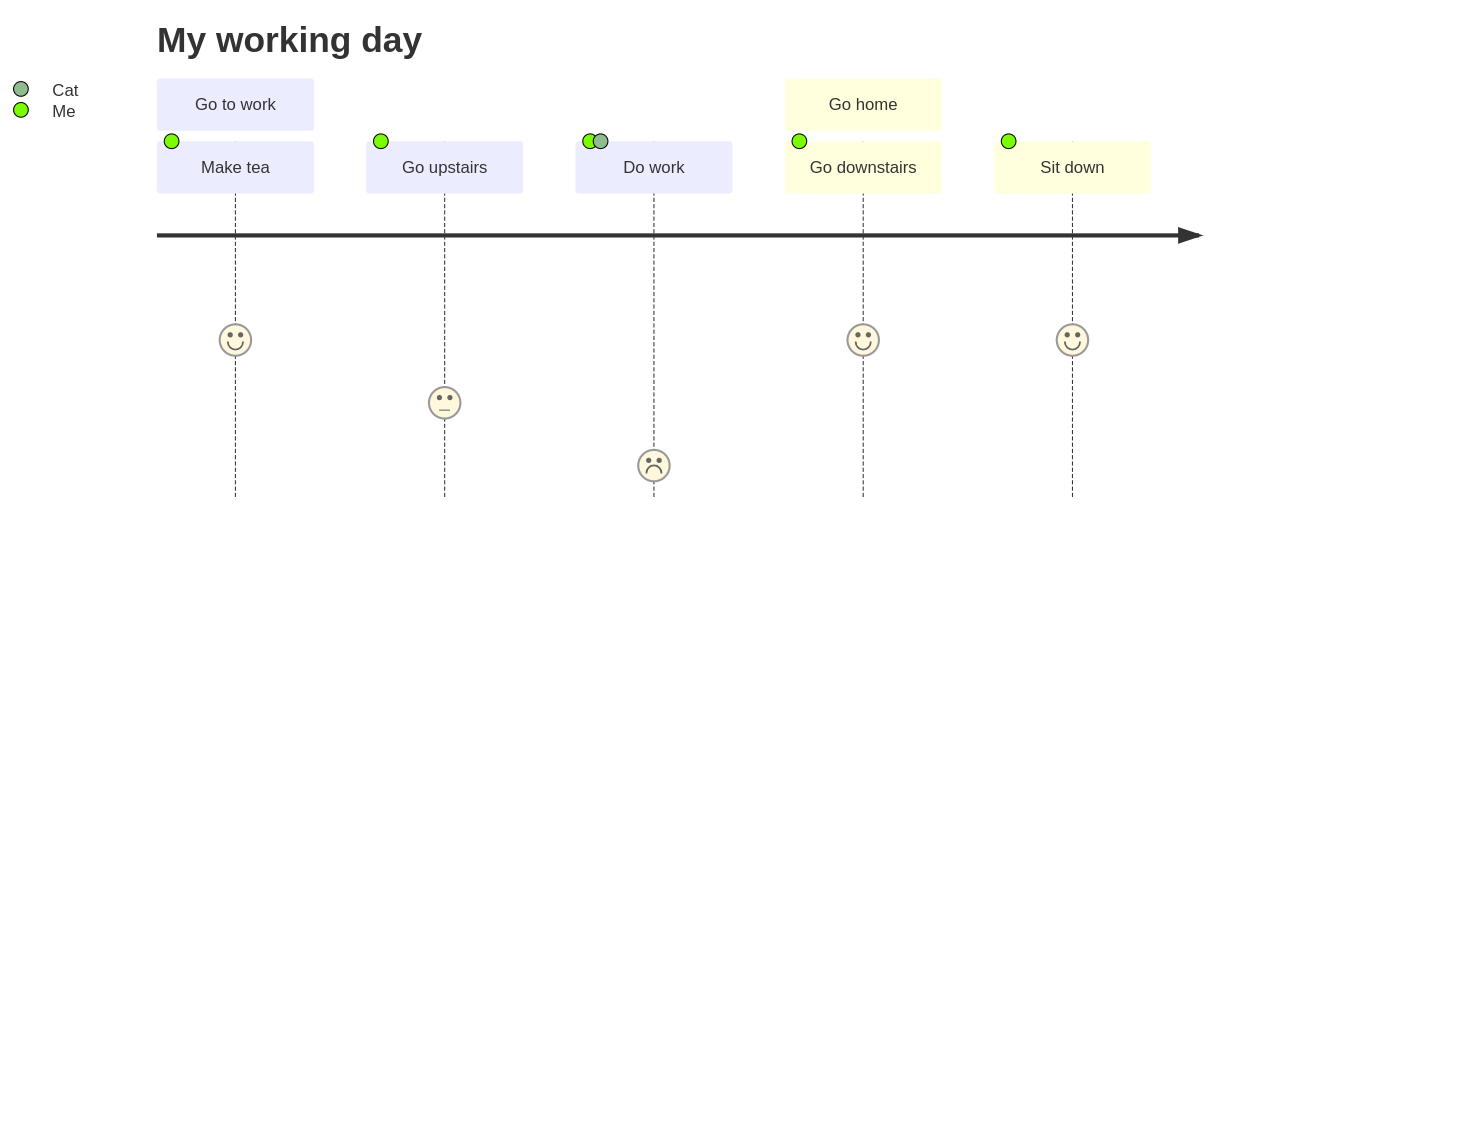 My working day
Cat
Me
Go to work
Go home
Make tea
Go upstairs
Do work
Go downstairs
Sit down